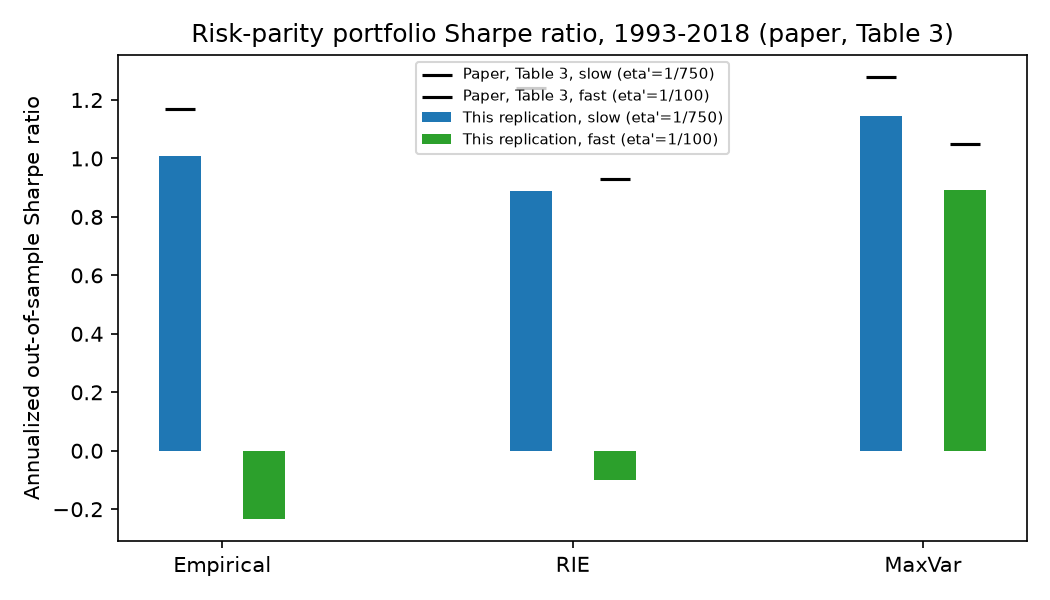 Risk-parity portfolio Sharpe ratio, 1993-2018 (paper, Table 3)
Annualized out-of-sample Sharpe ratio
1.2
1.0
0.8
0.6
0.4
0.2
0.0
−0.2
Paper, Table 3, slow (eta'=1/750)
Paper, Table 3, fast (eta'=1/100)
This replication, slow (eta'=1/750)
This replication, fast (eta'=1/100)
Empirical
RIE
MaxVar